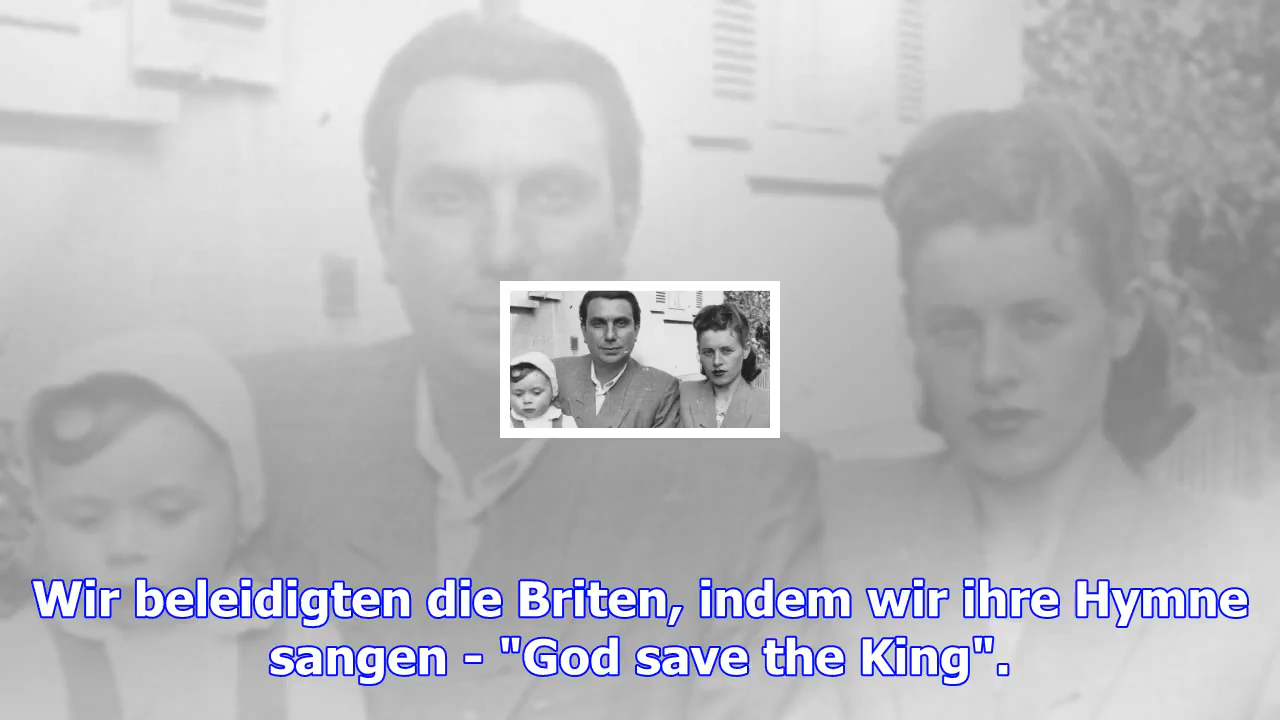 Wir beleidigten die Briten, indem wir ihre Hymne
sangen - "God save the King".